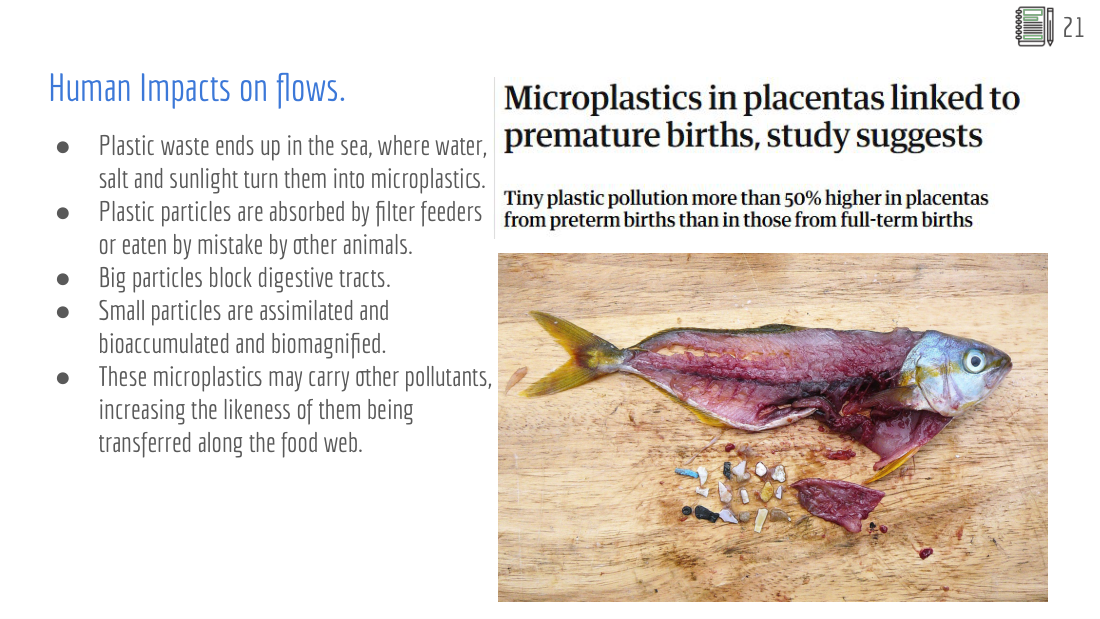 21
Human Impacts on flows.
● Plastic waste ends up in the sea, where water,
salt and sunlight turn them into microplastics.
● Plastic particles are absorbed by filter feeders
or eaten by mistake by other animals.
● Big particles block digestive tracts.
● Small particles are assimilated and
bioaccumulated and biomagnified.
● These microplastics may carry other pollutants,
increasing the likeness of them being
transferred along the food web.
Microplastics in placentas linked to
premature births, study suggests
Tiny plastic pollution more than 50% higher in placentas
from preterm births than in those from full-term births